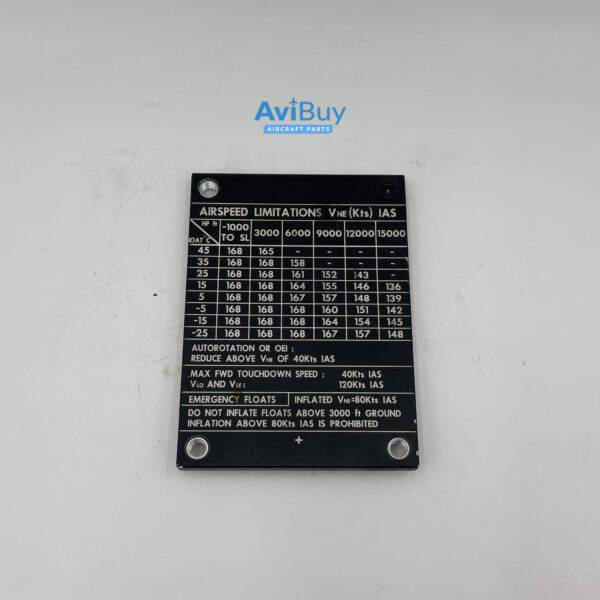 AviBuy
AIRCRAFT PARTS
AIRSPEED LIMITATIONS VNE (Kts) IAS
HP ft -1000 TO SL 3000 6000 9000 12000 15000
OAT °C
45 168 165 - - - -
35 168 168 158 - - -
25 168 168 161 152 143 -
15 168 168 164 155 146 136
5 168 168 167 157 148 139
-5 168 168 168 160 151 142
-15 168 168 168 164 154 145
-25 168 168 168 167 157 148
AUTOROTATION OR OEI :
REDUCE ABOVE VNE OF 40Kts IAS
MAX FWD TOUCHDOWN SPEED : 40Kts IAS
VLO AND VLE: 120Kts IAS
EMERGENCY FLOATS INFLATED VNE=80Kts IAS
DO NOT INFLATE FLOATS ABOVE 3000 ft GROUND
INFLATION ABOVE 80Kts IAS IS PROHIBITED
+